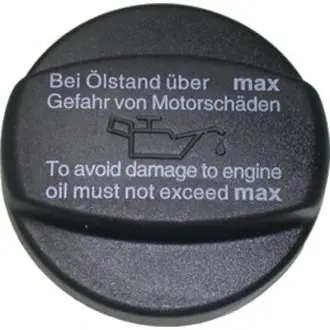 Bei Ölstand über max
Gefahr von Motorschäden
To avoid damage to engine
oil must not exceed max